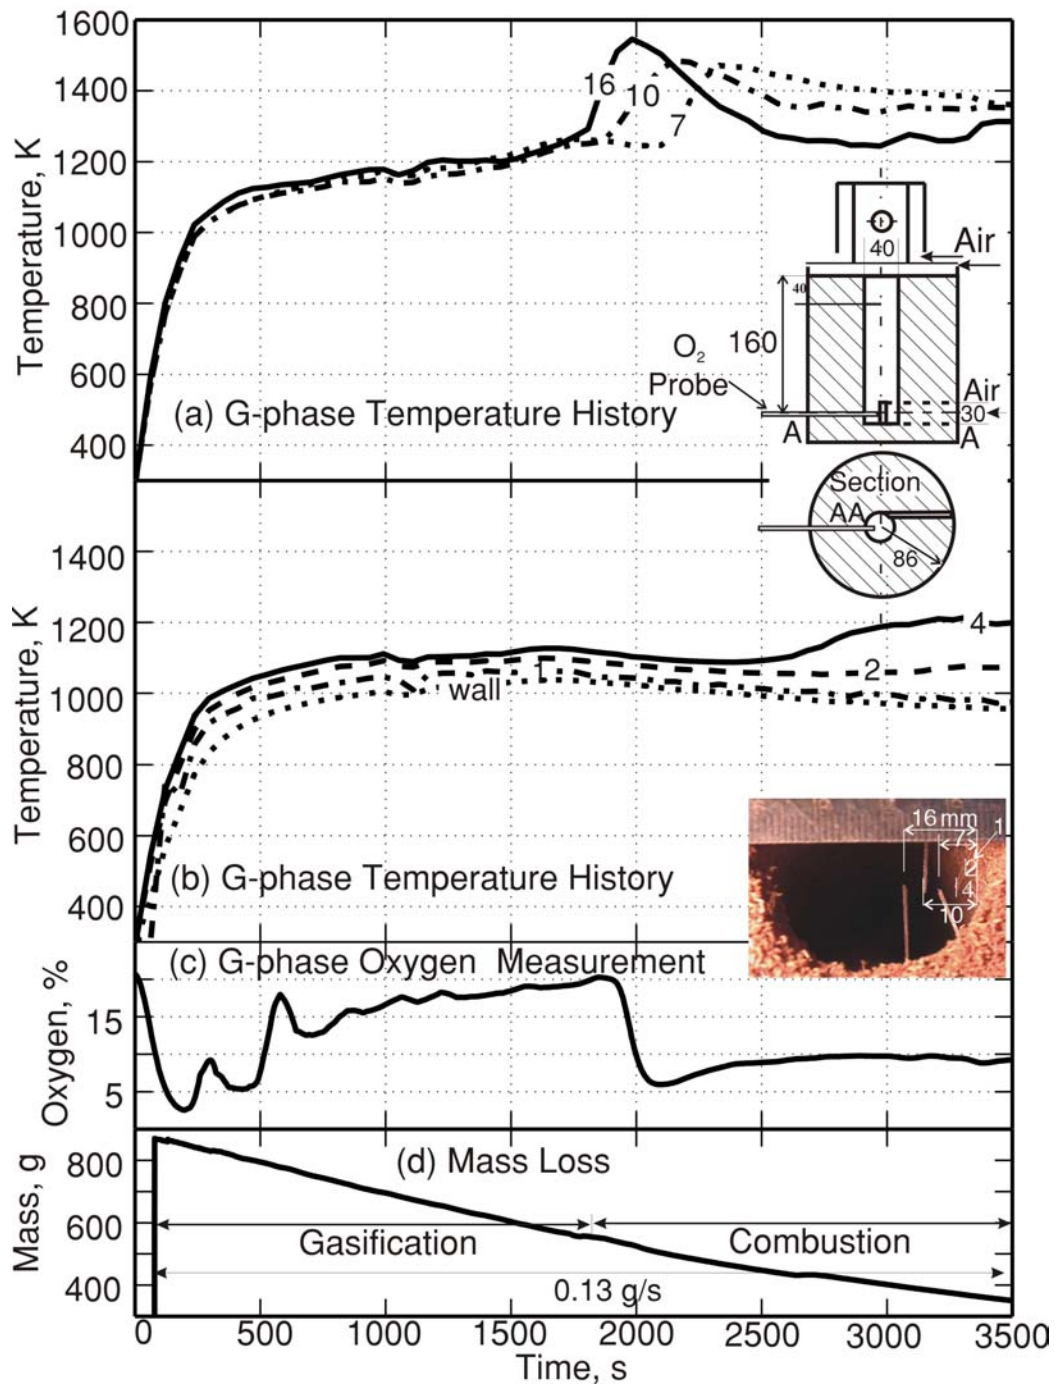 1600
1400
1200
1000
800
600
400
Temperature, K
16
10
7
40
Air
40
160
O2
Probe
Air
30
A
A
(a) G-phase Temperature History
Section
AA
86
1400
1200
1000
800
600
400
Temperature, K
4
2
1
wall
16 mm
7
1
2
4
10
(b) G-phase Temperature History
(c) G-phase Oxygen Measurement
15
5
Oxygen, %
(d) Mass Loss
800
600
400
Mass, g
Gasification
Combustion
0.13 g/s
0 500 1000 1500 2000 2500 3000 3500
Time, s